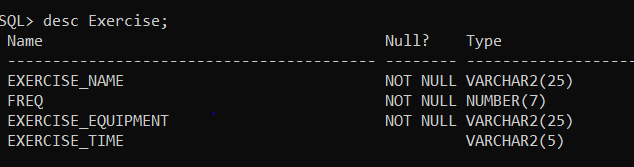 SQL> desc Exercise;
 Name                                      Null?    Type
 ----------------------------------------- -------- -------------------
 EXERCISE_NAME                             NOT NULL VARCHAR2(25)
 FREQ                                      NOT NULL NUMBER(7)
 EXERCISE_EQUIPMENT                        NOT NULL VARCHAR2(25)
 EXERCISE_TIME                                      VARCHAR2(5)